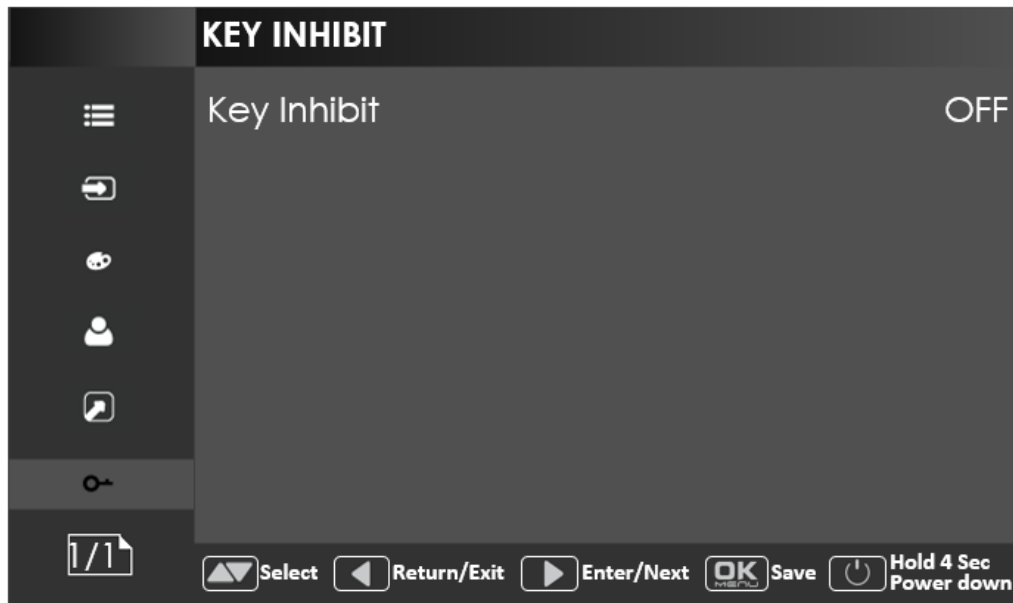 KEY INHIBIT
Key Inhibit OFF
1/1 Select Return/Exit Enter/Next OK MENU Save Hold 4 Sec Power down